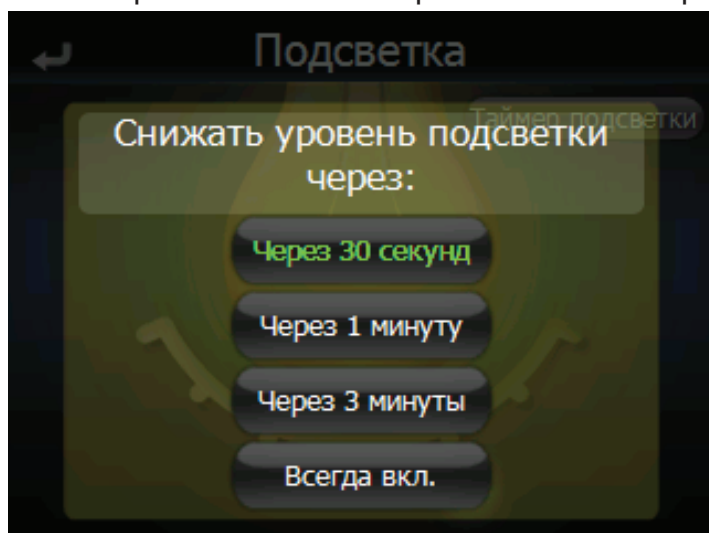 Подсветка
Таймер подсветки
Снижать уровень подсветки
через:
Через 30 секунд
Через 1 минуту
Через 3 минуты
Всегда вкл.